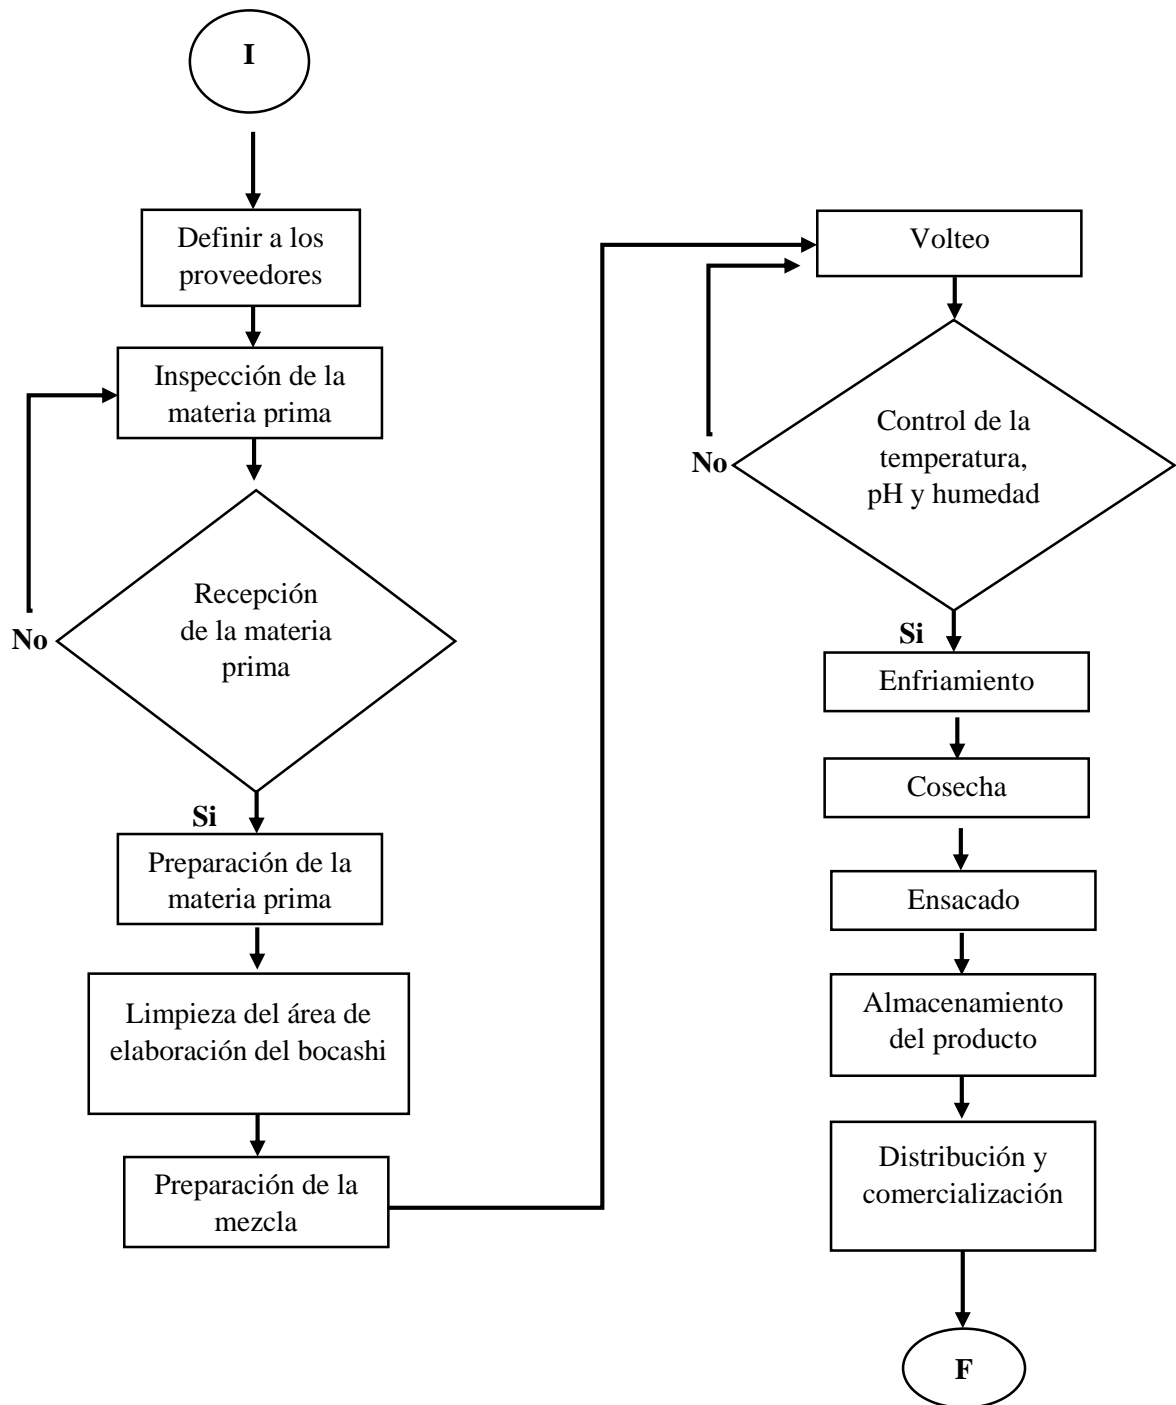 I
Definir a los
proveedores
Inspección de la
materia prima
Recepción
de la materia
prima
No
Si
Preparación de la
materia prima
Limpieza del área de
elaboración del bocashi
Preparación de la
mezcla
Volteo
Control de la
temperatura,
pH y humedad
No
Si
Enfriamiento
Cosecha
Ensacado
Almacenamiento
del producto
Distribución y
comercialización
F